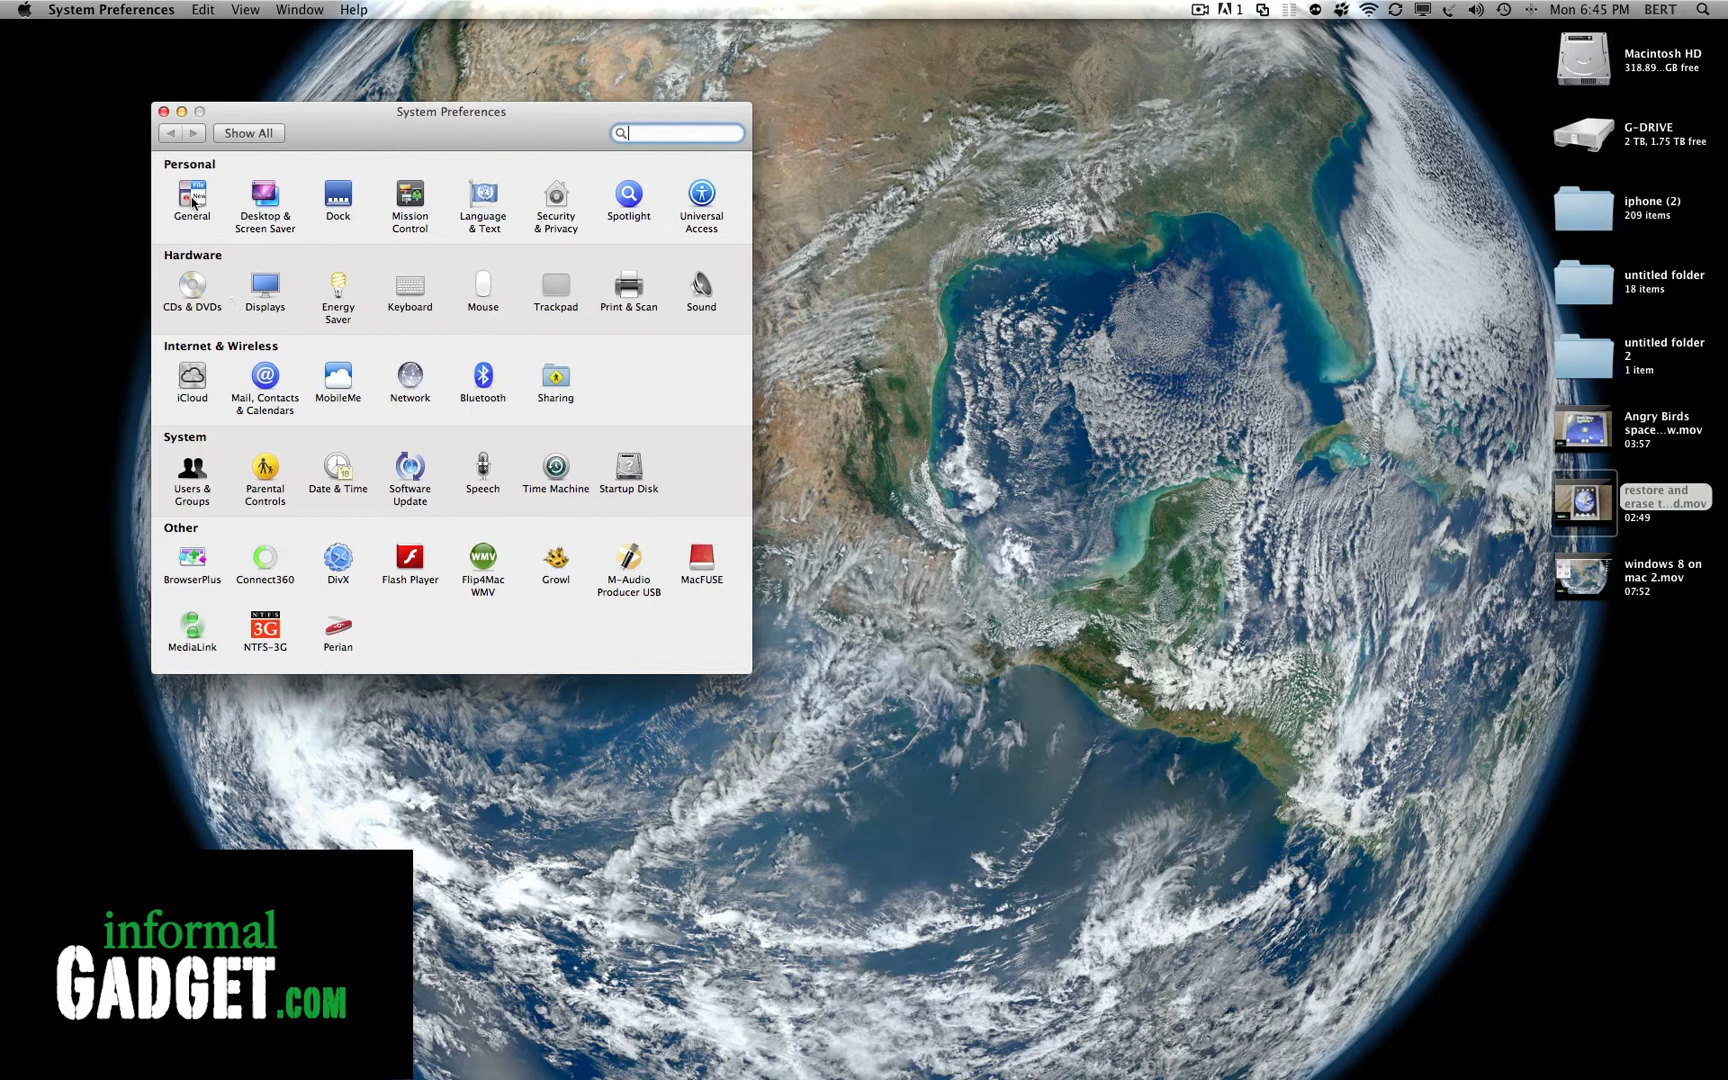 System Preferences Edit View Window Help
1 Mon 6:45 PM BERT
System Preferences
Show All
Personal
General
Desktop &
Screen Saver
Dock
Mission
Control
Language
& Text
Security
& Privacy
Spotlight
Universal
Access
Hardware
CDs & DVDs
Displays
Energy
Saver
Keyboard
Mouse
Trackpad
Print & Scan
Sound
Internet & Wireless
iCloud
Mail, Contacts
& Calendars
MobileMe
Network
Bluetooth
Sharing
System
Users &
Groups
Parental
Controls
Date & Time
Software
Update
Speech
Time Machine
Startup Disk
Other
BrowserPlus
Connect360
DivX
Flash Player
WMV
Flip4Mac
WMV
Growl
M-Audio
Producer USB
MacFUSE
MediaLink
NTFS
3G
NTFS-3G
Perian
Macintosh HD
318.89...GB free
G-DRIVE
2 TB, 1.75 TB free
iphone (2)
209 items
untitled folder
18 items
untitled folder
2
1 item
Angry Birds
space...w.mov
03:57
restore and
erase t...d.mov
02:49
windows 8 on
mac 2.mov
07:52
informal
GADGET.COM